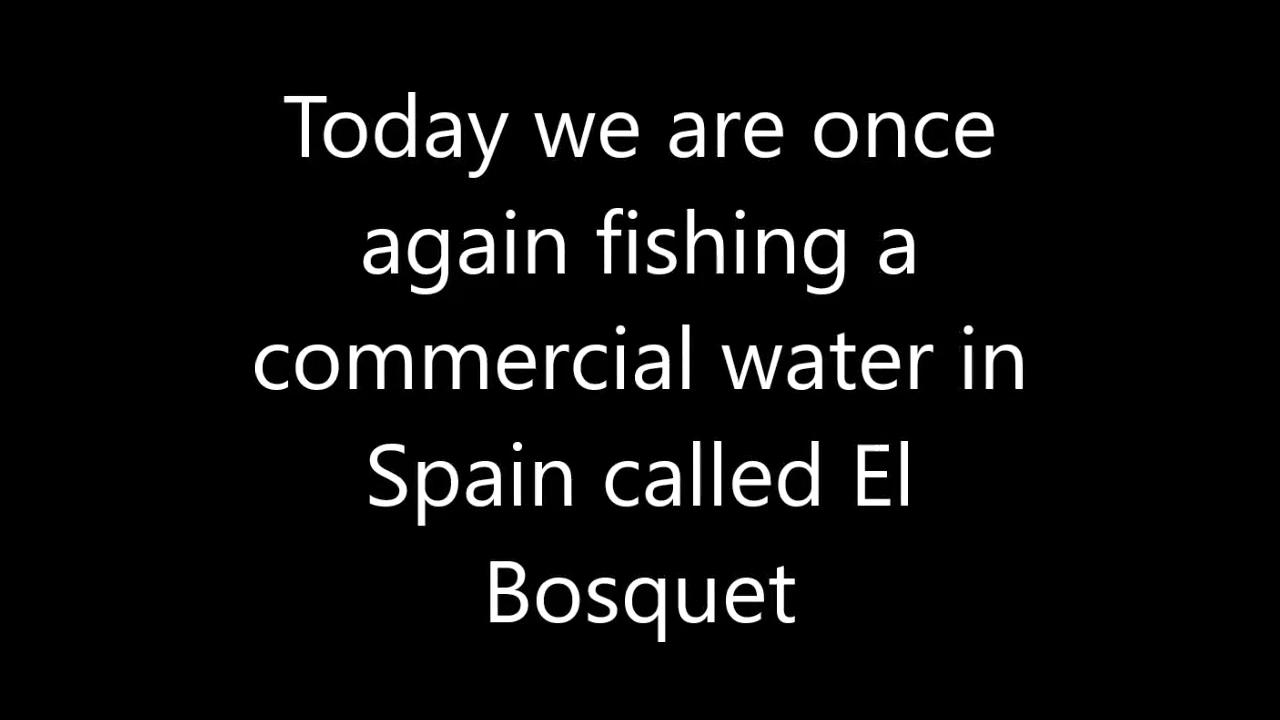 Today we are once
again fishing a
commercial water in
Spain called El
Bosquet